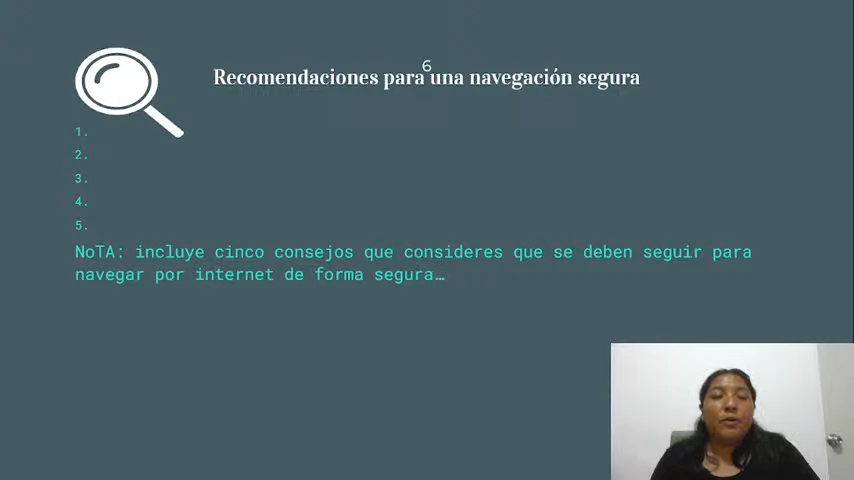 6
Recomendaciones para una navegación segura
1.
2.
3.
4.
5.
NoTA: incluye cinco consejos que consideres que se deben seguir para
navegar por internet de forma segura…